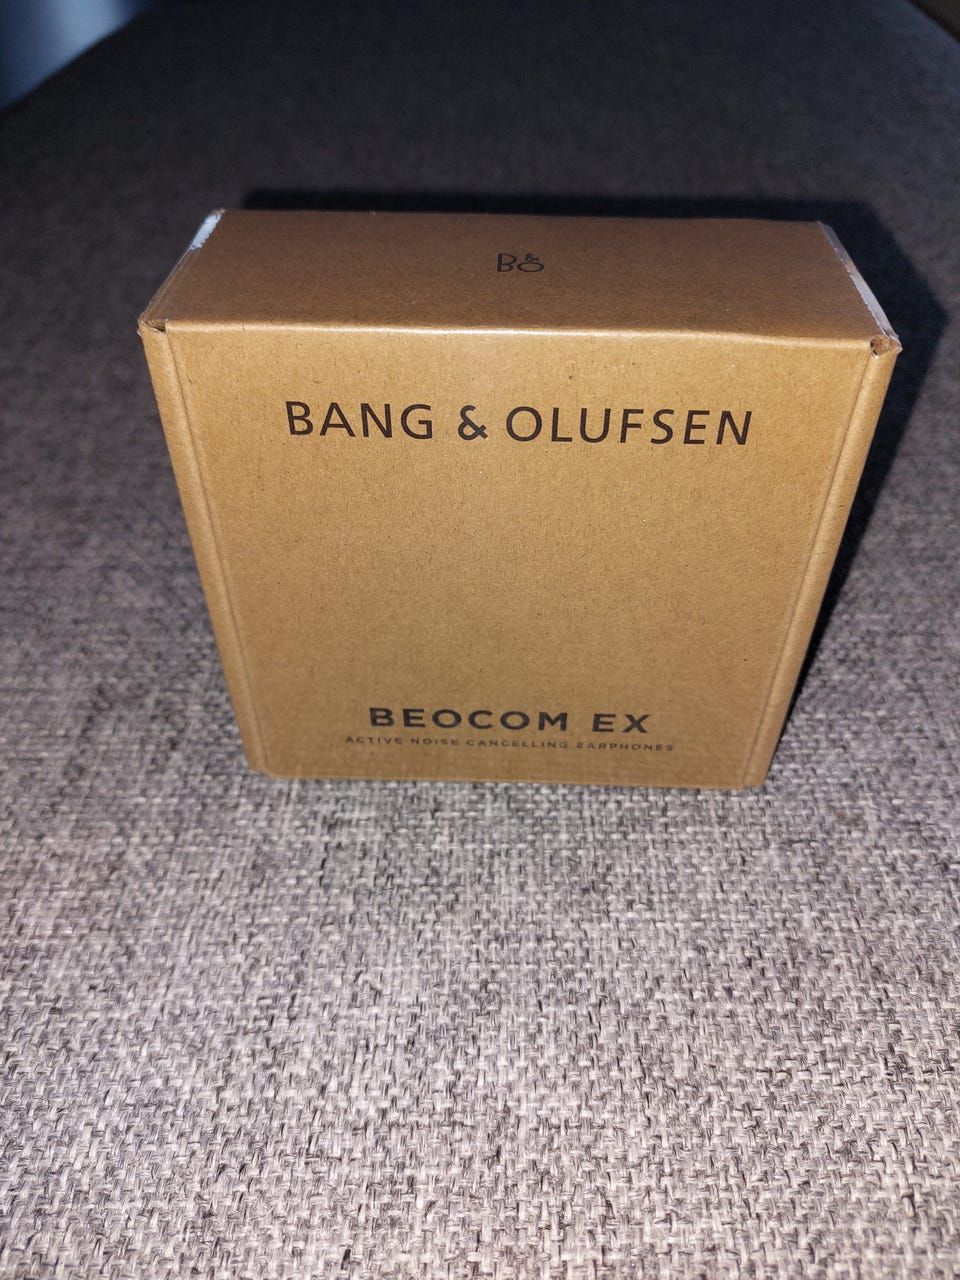 B&O
BANG & OLUFSEN
BEOCOM EX
ACTIVE NOISE CANCELLING EARPHONES